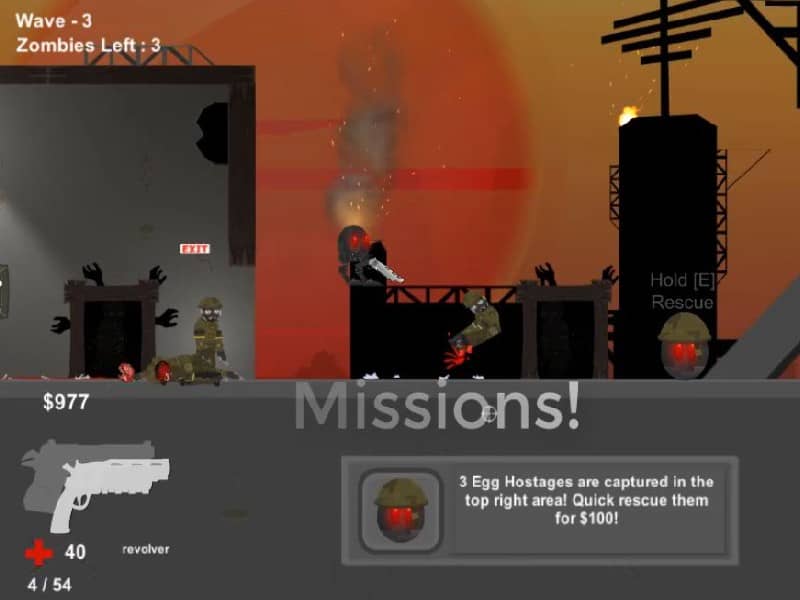 Wave - 3
Zombies Left : 3
EXIT
Hold [E]
Rescue
$977
Missions!
3 Egg Hostages are captured in the
top right area! Quick rescue them
for $100!
40
revolver
4 / 54